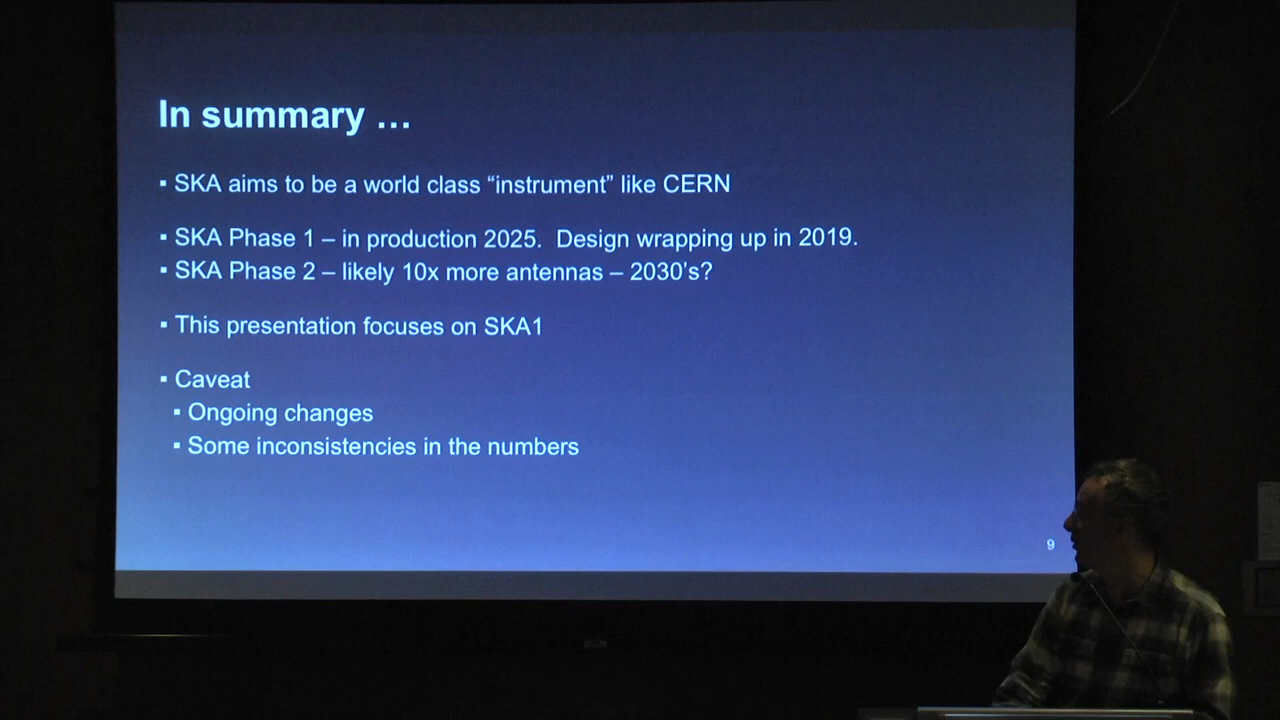 In summary …
▪ SKA aims to be a world class “instrument” like CERN
▪ SKA Phase 1 – in production 2025.  Design wrapping up in 2019.
▪ SKA Phase 2 – likely 10x more antennas – 2030's?
▪ This presentation focuses on SKA1
▪ Caveat
▪ Ongoing changes
▪ Some inconsistencies in the numbers
9